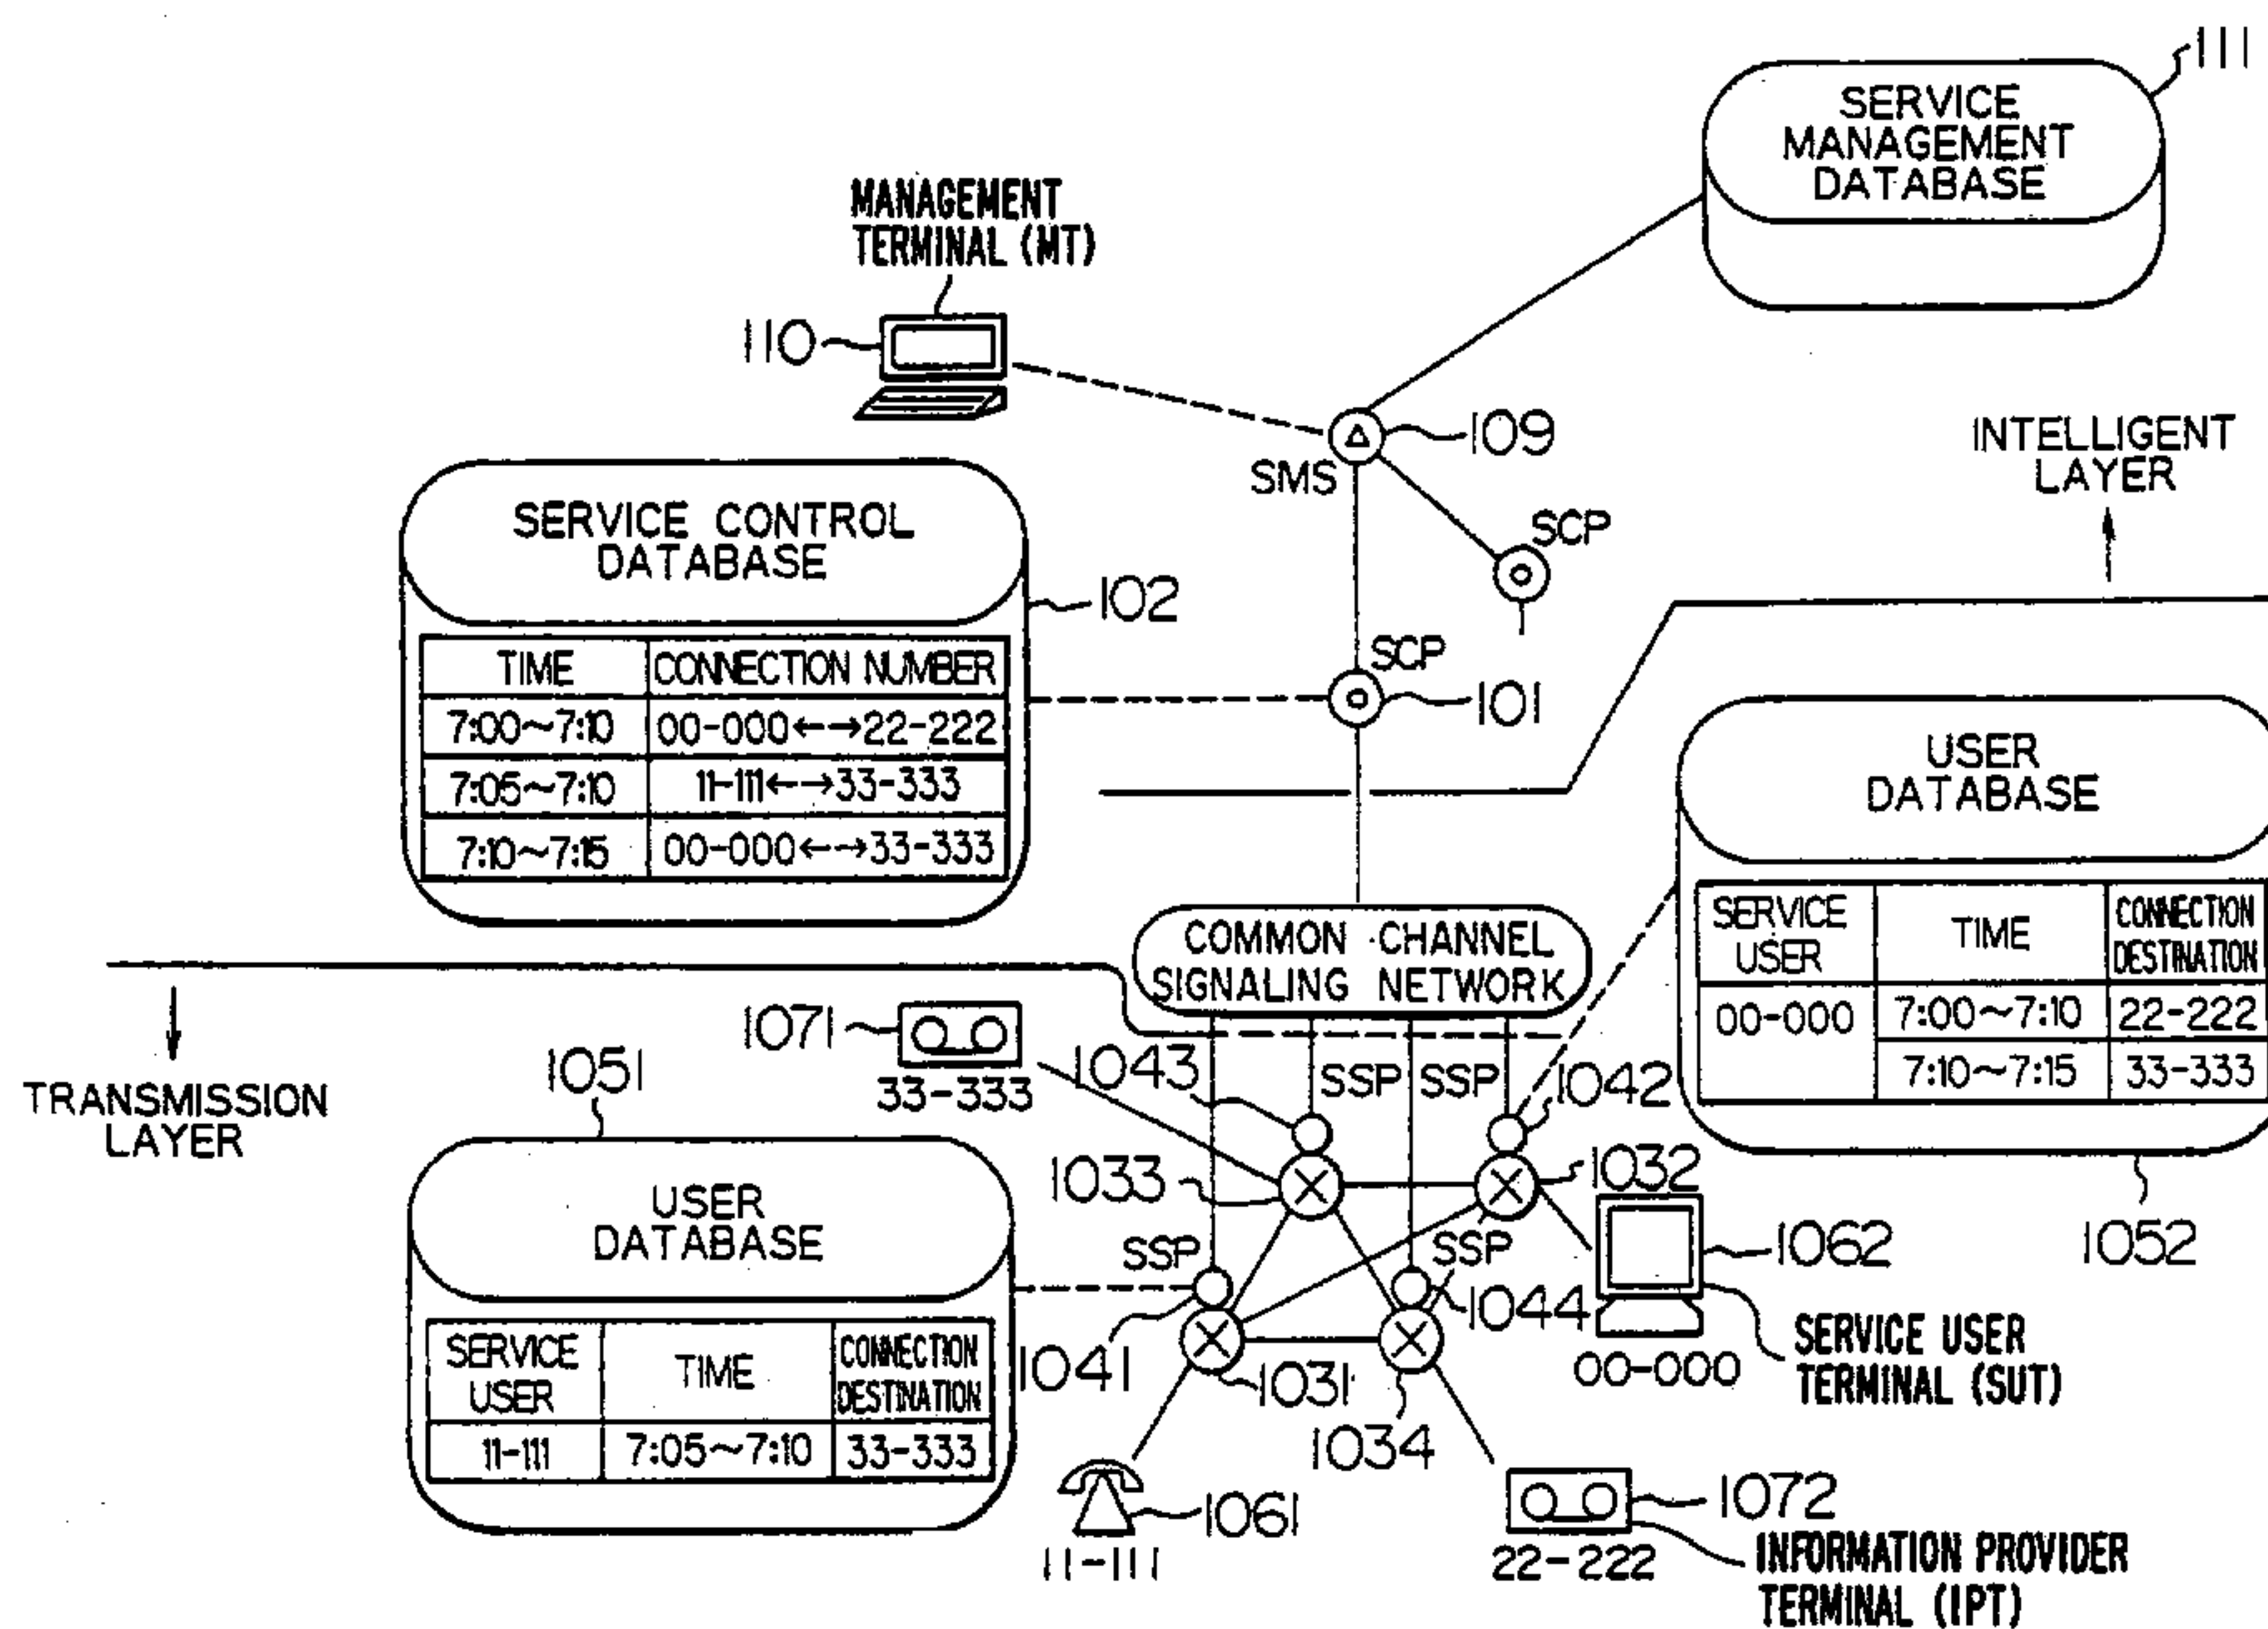 111
SERVICE
MANAGEMENT
DATABASE
MANAGEMENT
TERMINAL (MT)
110
109
SMS
INTELLIGENT
LAYER
SCP
SERVICE CONTROL
DATABASE
102
TIME CONNECTION NUMBER
7:00~7:10 00-000←→22-222
7:05~7:10 11-111←→33-333
7:10~7:15 00-000←→33-333
SCP
101
USER
DATABASE
SERVICE USER TIME CONNECTION DESTINATION
00-000 7:00~7:10 22-222
7:10~7:15 33-333
1052
COMMON CHANNEL
SIGNALING NETWORK
TRANSMISSION
LAYER
1071
33-333
1043
SSP SSP
1042
1051
USER
DATABASE
SERVICE USER TIME CONNECTION DESTINATION
11-111 7:05~7:10 33-333
1033
1032
SSP
SSP
1062
1041
1044
1031
1034
00-000
SERVICE USER
TERMINAL (SUT)
1061
11-111
1072
22-222
INFORMATION PROVIDER
TERMINAL (IPT)